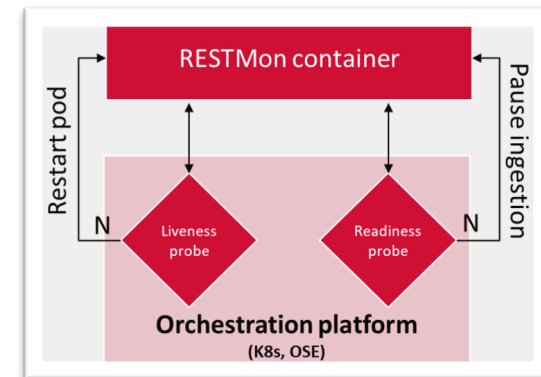 RESTMon container
Restart pod
Pause ingestion
N
Liveness
probe
Readiness
probe
N
Orchestration platform
(K8s, OSE)